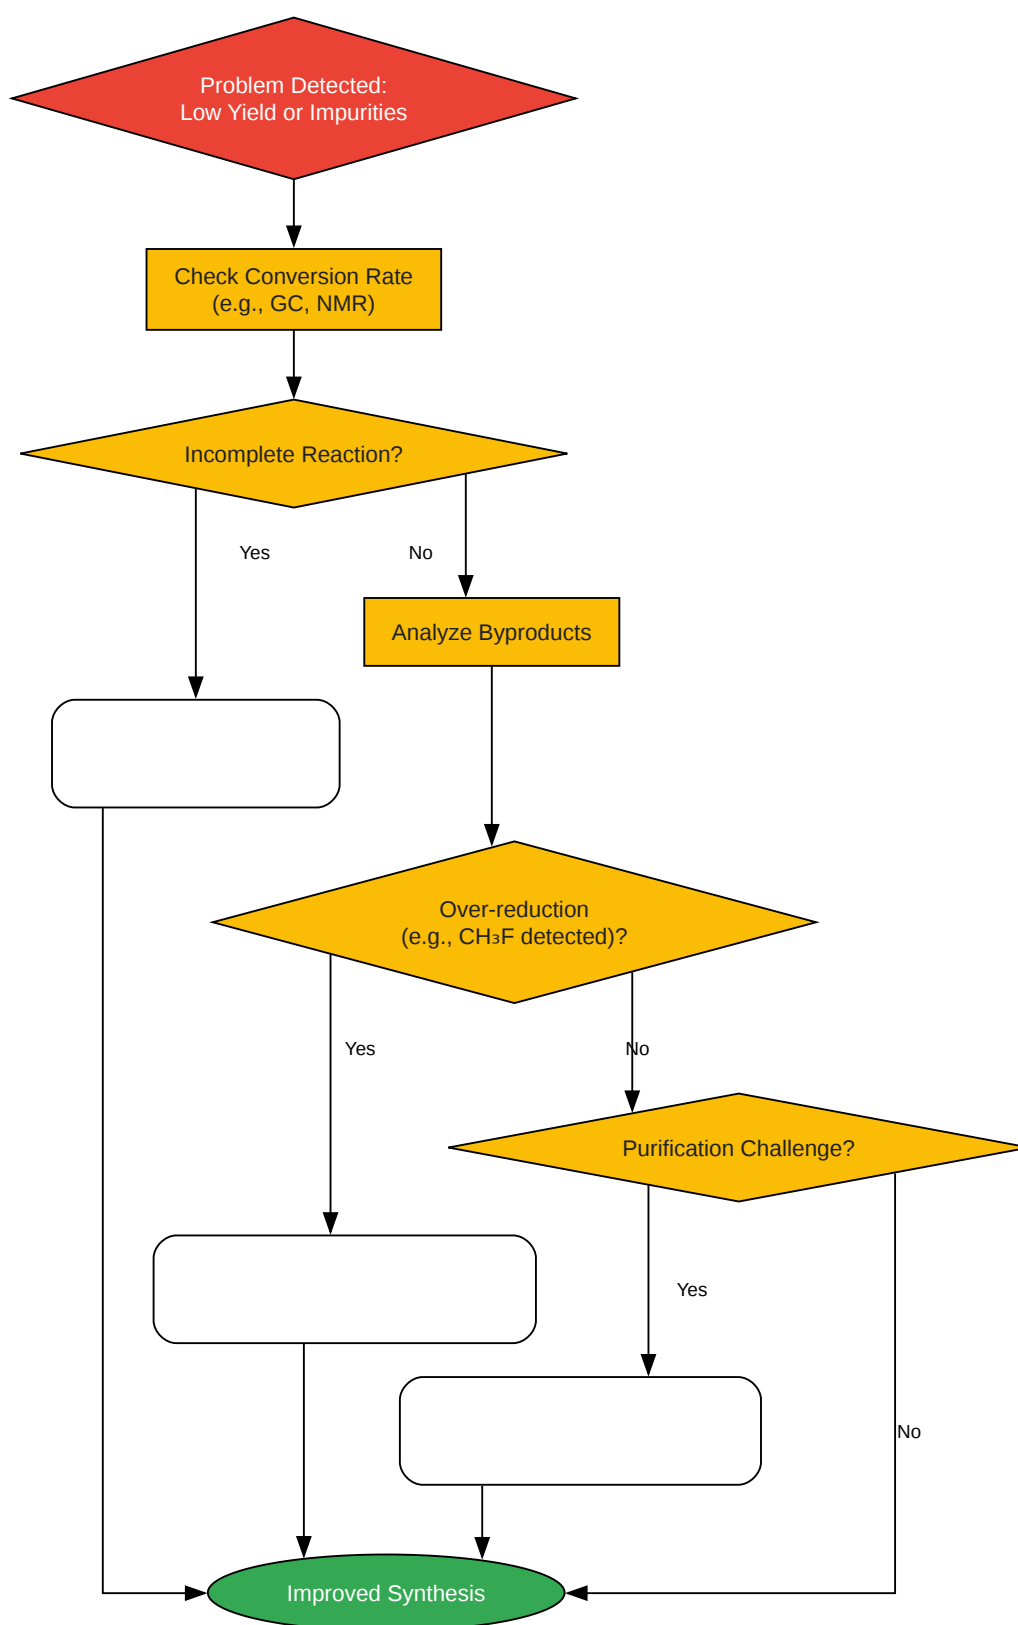 Problem Detected:
Low Yield or Impurities
Check Conversion Rate
(e.g., GC, NMR)
Incomplete Reaction?
Yes
No
Analyze Byproducts
Over-reduction
(e.g., CH₃F detected)?
Yes
No
Purification Challenge?
Yes
No
Improved Synthesis